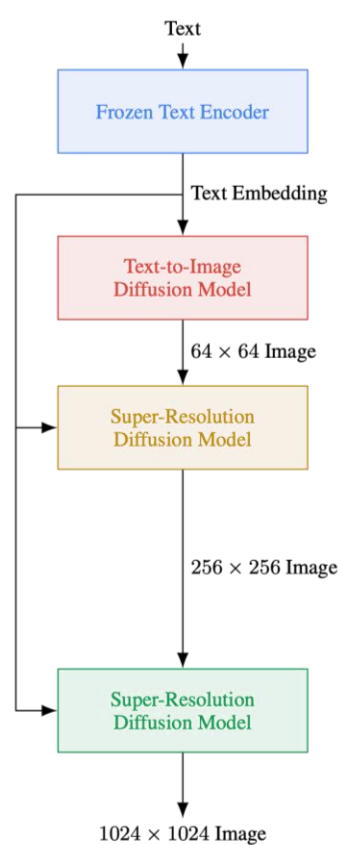 Text
Frozen Text Encoder
Text Embedding
Text-to-Image
Diffusion Model
64 × 64 Image
Super-Resolution
Diffusion Model
256 × 256 Image
Super-Resolution
Diffusion Model
1024 × 1024 Image